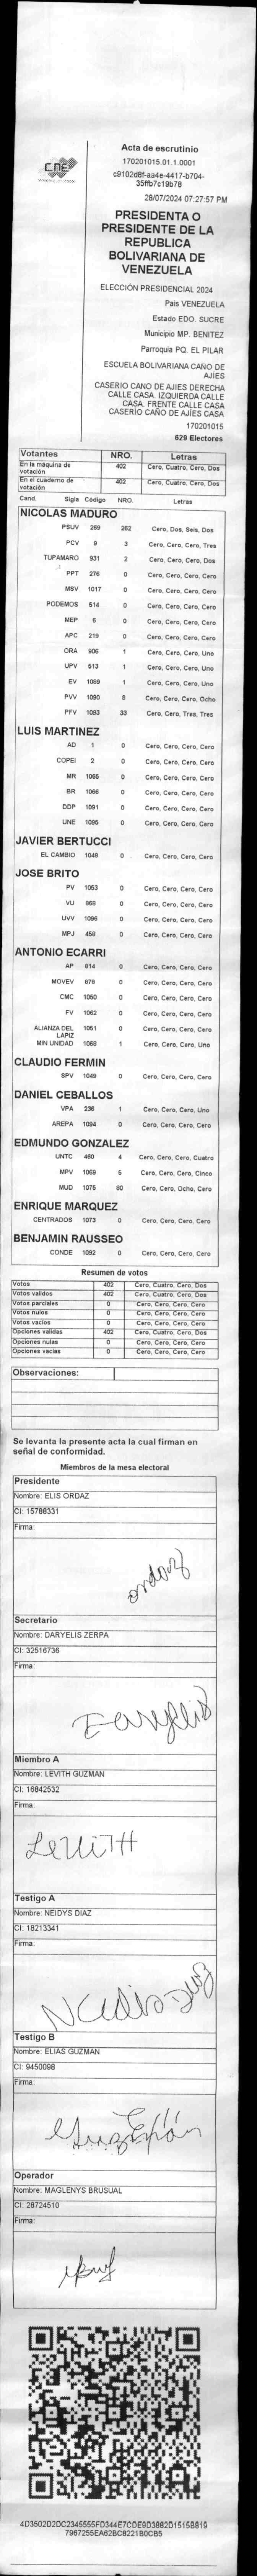 CNE
Acta de escrutinio
170201015.01.1.0001
c9102d8f-aa4e-4417-b704-
35ffb7c19b78
28/07/2024 07:27:57 PM
PRESIDENTA O
PRESIDENTE DE LA
REPUBLICA
BOLIVARIANA DE
VENEZUELA
ELECCIÓN PRESIDENCIAL 2024
País VENEZUELA
Estado EDO. SUCRE
Municipio MP. BENITEZ
Parroquia PQ. EL PILAR
ESCUELA BOLIVARIANA CAÑO DE
AJÍES
CASERIO CANO DE AJIES DERECHA
CALLE CASA. IZQUIERDA CALLE
CASA. FRENTE CALLE CASA
CASERÍO CAÑO DE AJÍES CASA
170201015
629 Electores
Votantes NRO. Letras
En la máquina de votación 402 Cero, Cuatro, Cero, Dos
En el cuaderno de votación 402 Cero, Cuatro, Cero, Dos
Cand. Sigla Codigo NRO. Letras
NICOLAS MADURO
PSUV 269 262 Cero, Dos, Seis, Dos
PCV 9 3 Cero, Cero, Cero, Tres
TUPAMARO 931 2 Cero, Cero, Cero, Dos
PPT 276 0 Cero, Cero, Cero, Cero
MSV 1017 0 Cero, Cero, Cero, Cero
PODEMOS 514 0 Cero, Cero, Cero, Cero
MEP 6 0 Cero, Cero, Cero, Cero
APC 219 0 Cero, Cero, Cero, Cero
ORA 906 1 Cero, Cero, Cero, Uno
UPV 513 1 Cero, Cero, Cero, Uno
EV 1089 1 Cero, Cero, Cero, Uno
PVV 1090 8 Cero, Cero, Cero, Ocho
PFV 1093 33 Cero, Cero, Tres, Tres
LUIS MARTINEZ
AD 1 0 Cero, Cero, Cero, Cero
COPEI 2 0 Cero, Cero, Cero, Cero
MR 1065 0 Cero, Cero, Cero, Cero
BR 1066 0 Cero, Cero, Cero, Cero
DDP 1091 0 Cero, Cero, Cero, Cero
UNE 1095 0 Cero, Cero, Cero, Cero
JAVIER BERTUCCI
EL CAMBIO 1048 0 Cero, Cero, Cero, Cero
JOSE BRITO
PV 1053 0 Cero, Cero, Cero, Cero
VU 868 0 Cero, Cero, Cero, Cero
UVV 1096 0 Cero, Cero, Cero, Cero
MPJ 458 0 Cero, Cero, Cero, Cero
ANTONIO ECARRI
AP 814 0 Cero, Cero, Cero, Cero
MOVEV 878 0 Cero, Cero, Cero, Cero
CMC 1050 0 Cero, Cero, Cero, Cero
FV 1062 0 Cero, Cero, Cero, Cero
ALIANZA DEL LAPIZ 1051 0 Cero, Cero, Cero, Cero
MIN UNIDAD 1068 1 Cero, Cero, Cero, Uno
CLAUDIO FERMIN
SPV 1049 0 Cero, Cero, Cero, Cero
DANIEL CEBALLOS
VPA 236 1 Cero, Cero, Cero, Uno
AREPA 1094 0 Cero, Cero, Cero, Cero
EDMUNDO GONZALEZ
UNTC 460 4 Cero, Cero, Cero, Cuatro
MPV 1069 5 Cero, Cero, Cero, Cinco
MUD 1075 80 Cero, Cero, Ocho, Cero
ENRIQUE MARQUEZ
CENTRADOS 1073 0 Cero, Cero, Cero, Cero
BENJAMIN RAUSSEO
CONDE 1092 0 Cero, Cero, Cero, Cero
Resumen de votos
Votos 402 Cero, Cuatro, Cero, Dos
Votos validos 402 Cero, Cuatro, Cero, Dos
Votos parciales 0 Cero, Cero, Cero, Cero
Votos nulos 0 Cero, Cero, Cero, Cero
Votos vacios 0 Cero, Cero, Cero, Cero
Opciones validas 402 Cero, Cuatro, Cero, Dos
Opciones nulas 0 Cero, Cero, Cero, Cero
Opciones vacias 0 Cero, Cero, Cero, Cero
Observaciones:
Se levanta la presente acta la cual firman en
señal de conformidad.
Miembros de la mesa electoral
Presidente
Nombre: ELIS ORDAZ
CI: 15788331
Firma:
ordaz
Secretario
Nombre: DARYELIS ZERPA
CI: 32516736
Firma:
Daryelis
Miembro A
Nombre: LEVITH GUZMAN
CI: 16842532
Firma:
Levith
Testigo A
Nombre: NEIDYS DIAZ
CI: 18213341
Firma:
Neidis Diaz
Testigo B
Nombre: ELIAS GUZMAN
CI: 9450098
Firma:
Operador
Nombre: MAGLENYS BRUSUAL
CI: 28724510
Firma:
4D3502D2DC2345555FD344E7CDE9D3882D1515B819
7967255EA62BC8221B0CB5